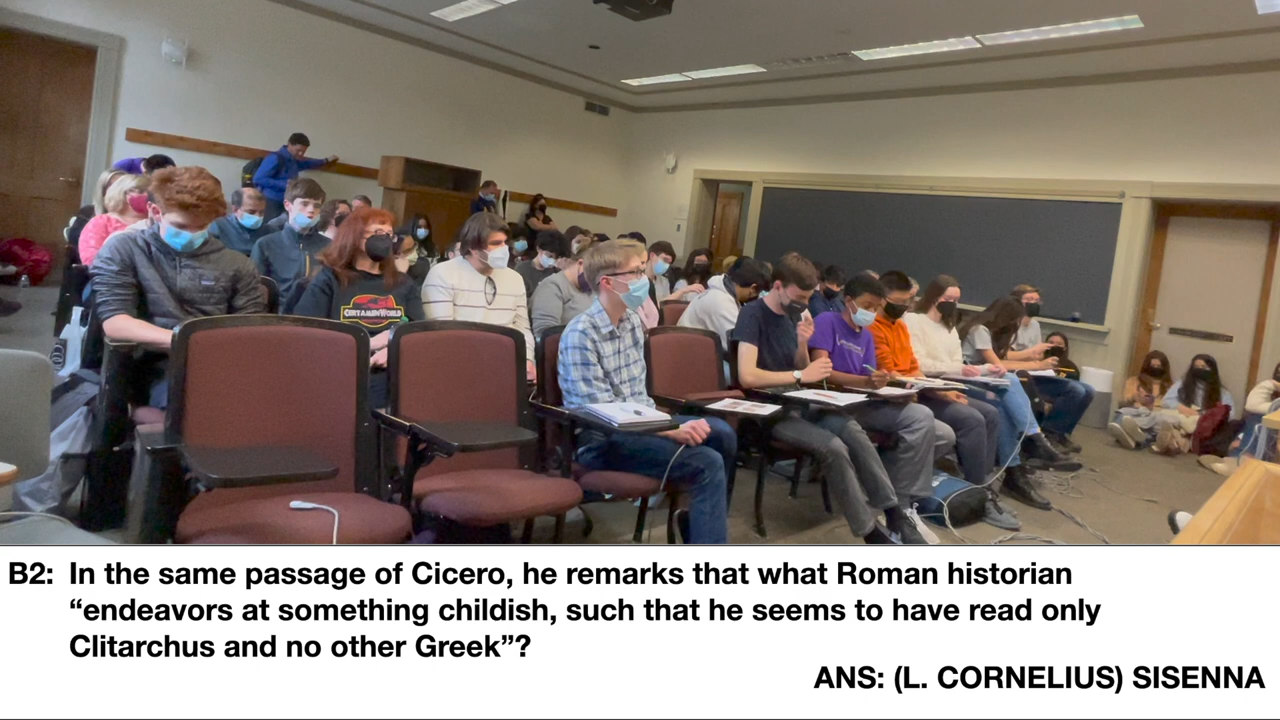 CERTAMENWORLD
B2: In the same passage of Cicero, he remarks that what Roman historian
“endeavors at something childish, such that he seems to have read only
Clitarchus and no other Greek”?
ANS: (L. CORNELIUS) SISENNA